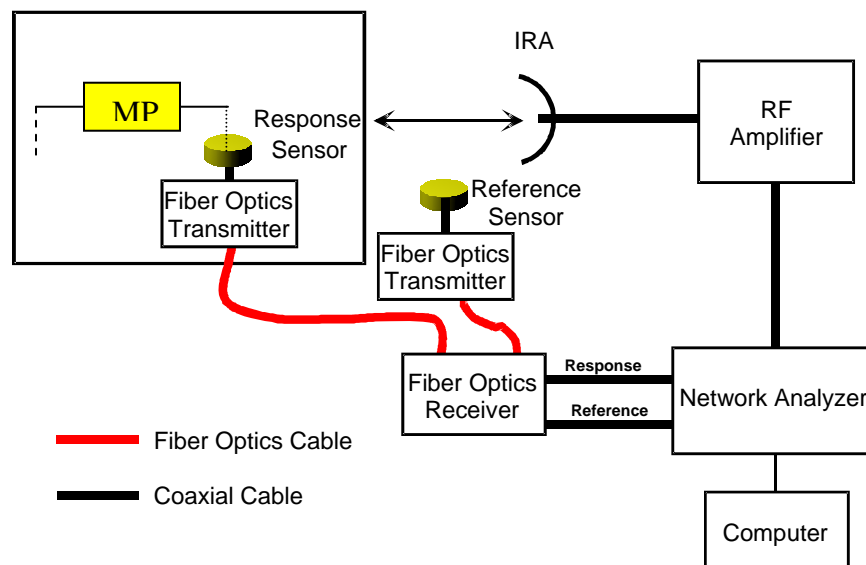 IRA
MP
RF
Amplifier
Response
Sensor
Reference
Sensor
Fiber Optics
Transmitter
Fiber Optics
Transmitter
Fiber Optics
Receiver
Response
Reference
Network Analyzer
Fiber Optics Cable
Coaxial Cable
Computer